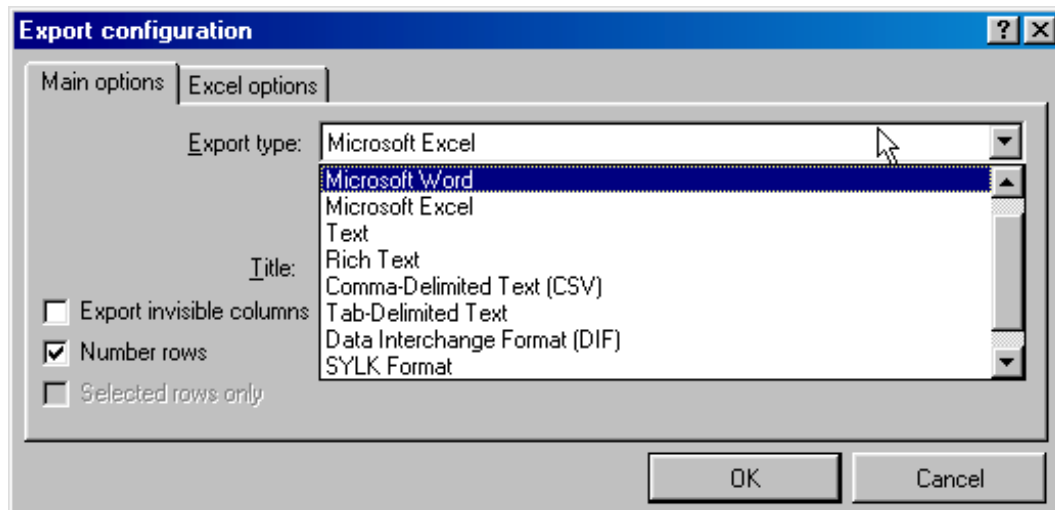 Export configuration
Main options Excel options
Export type: Microsoft Excel
Microsoft Word
Microsoft Excel
Text
Rich Text
Title:
Comma-Delimited Text (CSV)
Export invisible columns
Tab-Delimited Text
Data Interchange Format (DIF)
Number rows
SYLK Format
Selected rows only
OK Cancel